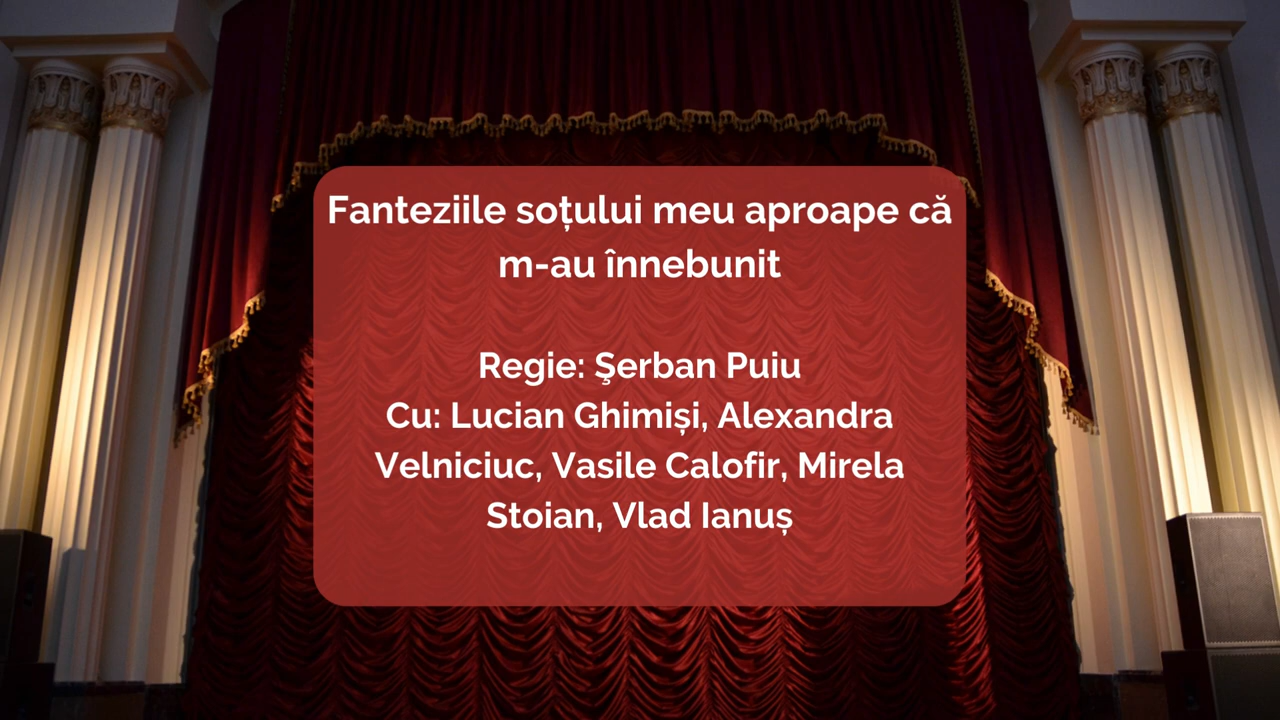 Fanteziile soțului meu aproape că
m-au înnebunit
Regie: Şerban Puiu
Cu: Lucian Ghimiși, Alexandra
Velniciuc, Vasile Calofir, Mirela
Stoian, Vlad Ianuș